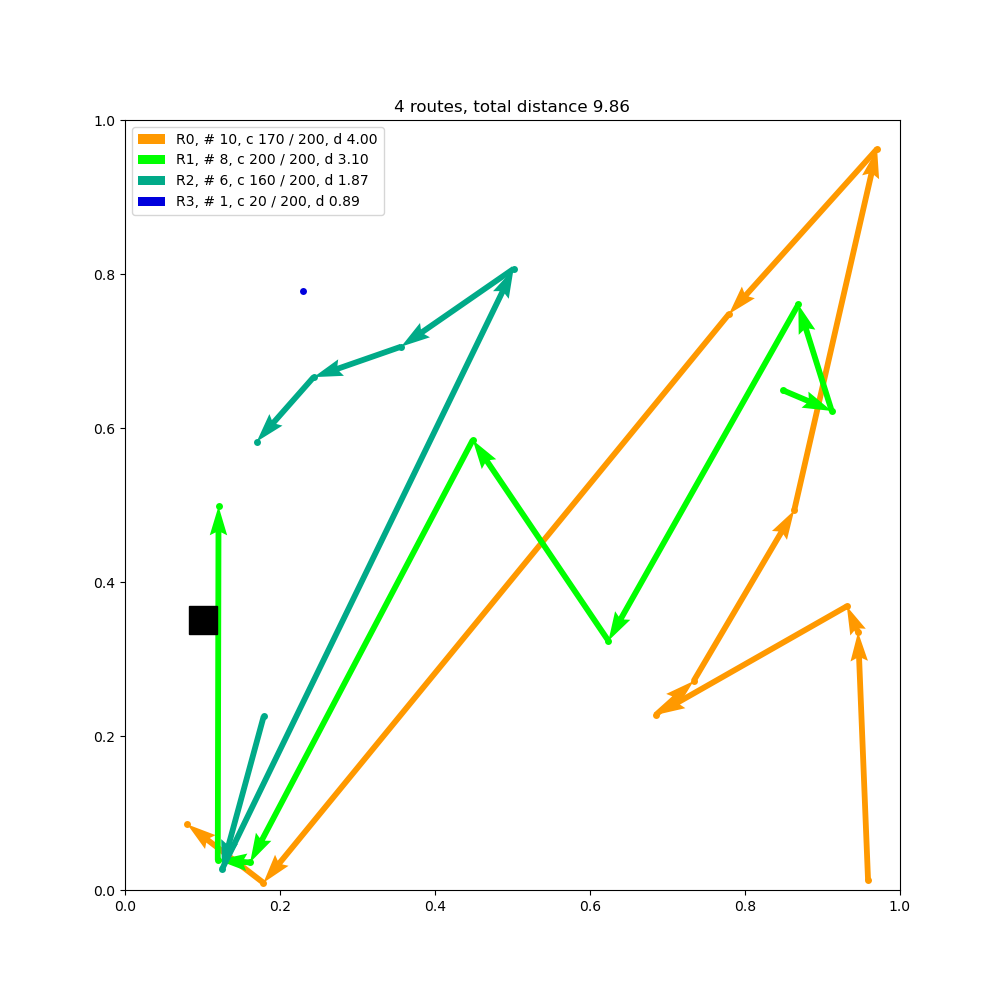 4 routes, total distance 9.86
R0, # 10, c 170 / 200, d 4.00
R1, # 8, c 200 / 200, d 3.10
R2, # 6, c 160 / 200, d 1.87
R3, # 1, c 20 / 200, d 0.89
1.0
0.8
0.6
0.4
0.2
0.0
0.0 0.2 0.4 0.6 0.8 1.0